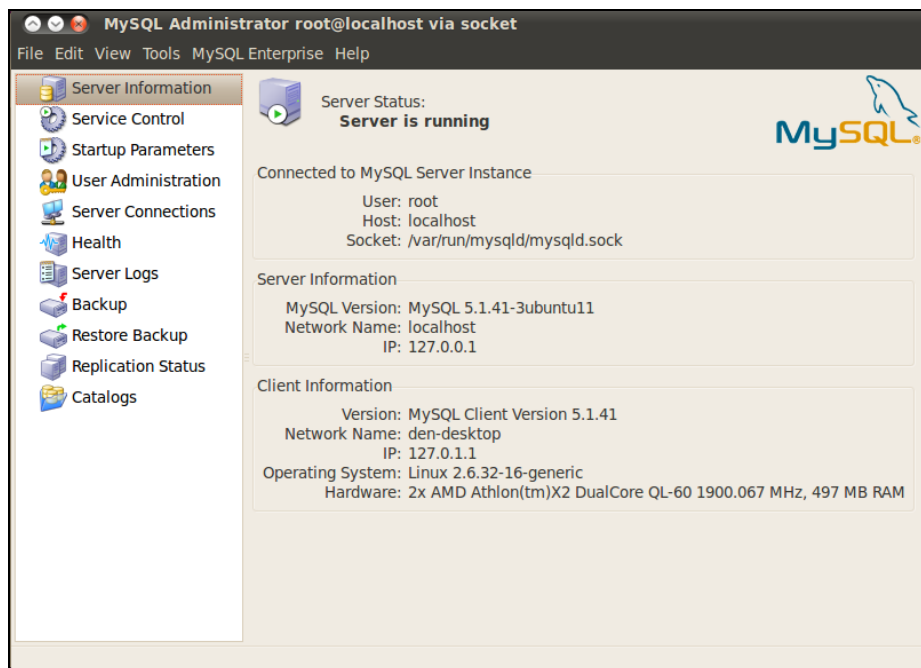 MySQL Administrator root@localhost via socket
File Edit View Tools MySQL Enterprise Help
Server Information
Service Control
Startup Parameters
User Administration
Server Connections
Health
Server Logs
Backup
Restore Backup
Replication Status
Catalogs
Server Status:
Server is running
MySQL®
Connected to MySQL Server Instance
User: root
Host: localhost
Socket: /var/run/mysqld/mysqld.sock
Server Information
MySQL Version: MySQL 5.1.41-3ubuntu11
Network Name: localhost
IP: 127.0.0.1
Client Information
Version: MySQL Client Version 5.1.41
Network Name: den-desktop
IP: 127.0.1.1
Operating System: Linux 2.6.32-16-generic
Hardware: 2x AMD Athlon(tm)X2 DualCore QL-60 1900.067 MHz, 497 MB RAM